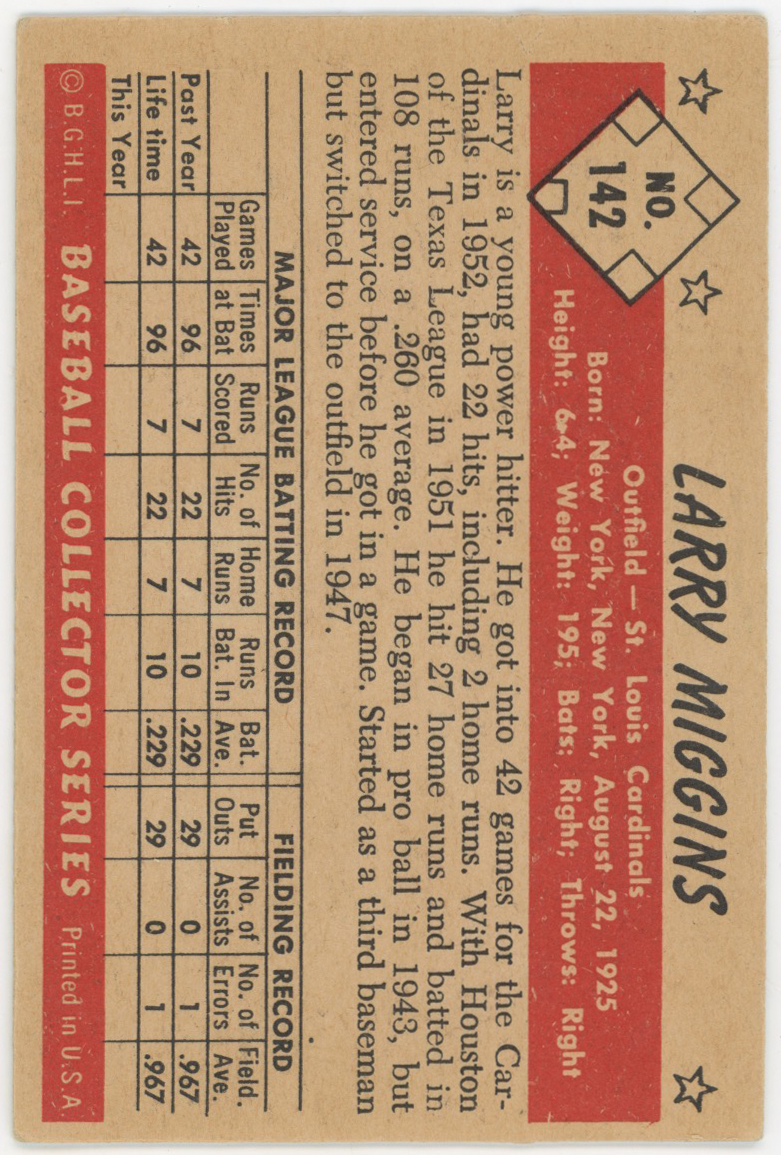 LARRY MIGGINS
NO.
142
Outfield — St. Louis Cardinals
Born: New York, New York, August 22, 1925
Height: 6-4; Weight: 195; Bats: Right; Throws: Right
Larry is a young power hitter. He got into 42 games for the Car-
dinals in 1952, had 22 hits, including 2 home runs. With Houston
of the Texas League in 1951 he hit 27 home runs and batted in
108 runs, on a .260 average. He began in pro ball in 1943, but
entered service before he got in a game. Started as a third baseman
but switched to the outfield in 1947.
MAJOR LEAGUE BATTING RECORD FIELDING RECORD
Games Times Runs No. of Home Runs Bat. Put No. of No. of Field.
Played at Bat Scored Hits Runs Bat. In Ave. Outs Assists Errors Ave.
Past Year 42 96 7 22 7 10 .229 29 0 1 .967
Life time 42 96 7 22 7 10 .229 29 0 1 .967
This Year
© B.G.H.L.I. BASEBALL COLLECTOR SERIES Printed in U.S.A.